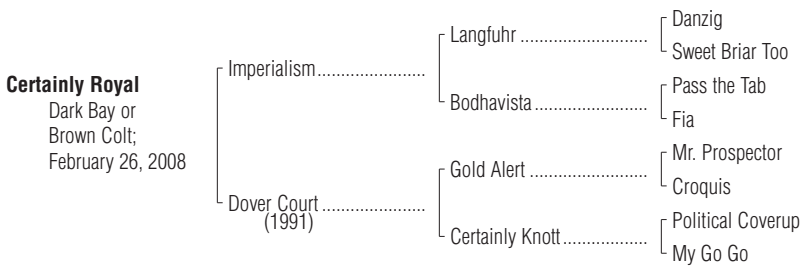 Certainly Royal
Dark Bay or
Brown Colt;
February 26, 2008
Imperialism......................
Dover Court.....................
(1991)
Langfuhr ..........................
Bodhavista.......................
Gold Alert ........................
Certainly Knott.................
Danzig
Sweet Briar Too
Pass the Tab
Fia
Mr. Prospector
Croquis
Political Coverup
My Go Go